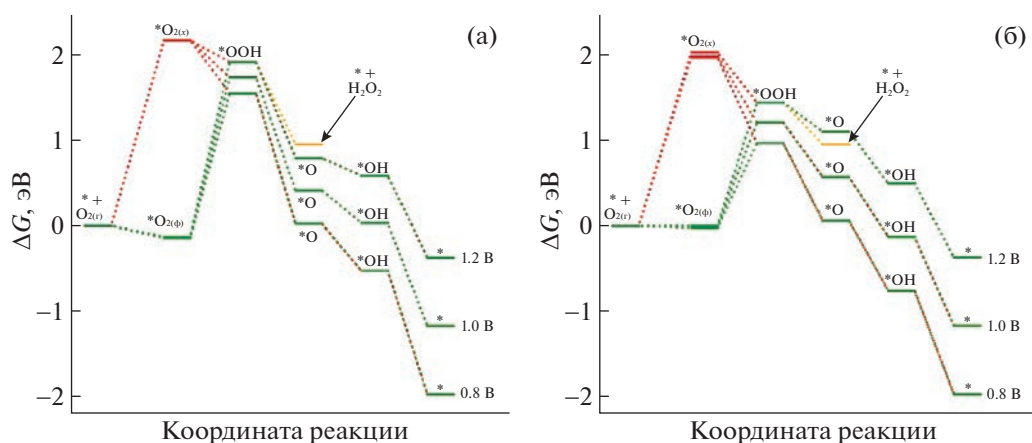 (а)
ΔG, эВ
2
1
0
−1
−2
* +
O2(г)
*O2(x)
*O2(ф)
*OOH
* +
H2O2
*O
*O
*O
*OH
*OH
*OH
*
1.2 В
*
1.0 В
*
0.8 В
Координата реакции
(б)
ΔG, эВ
2
1
0
−1
−2
* +
O2(г)
*O2(x)
*O2(ф)
*OOH
* +
H2O2
*O
*O
*O
*OH
*OH
*OH
*
1.2 В
*
1.0 В
*
0.8 В
Координата реакции